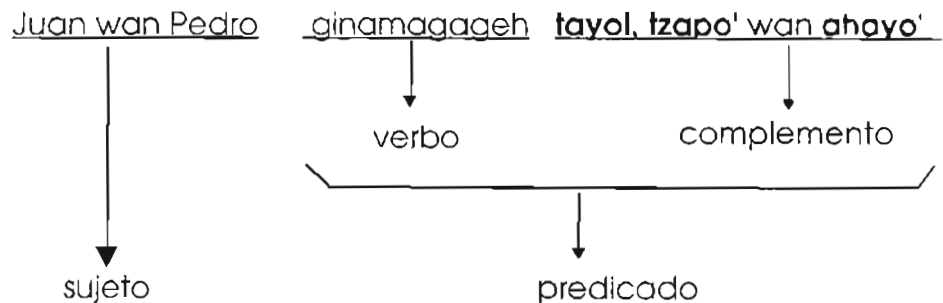 Juan wan Pedro ginamagageh tayol, tzapo' wan ahayo'
verbo complemento
sujeto predicado